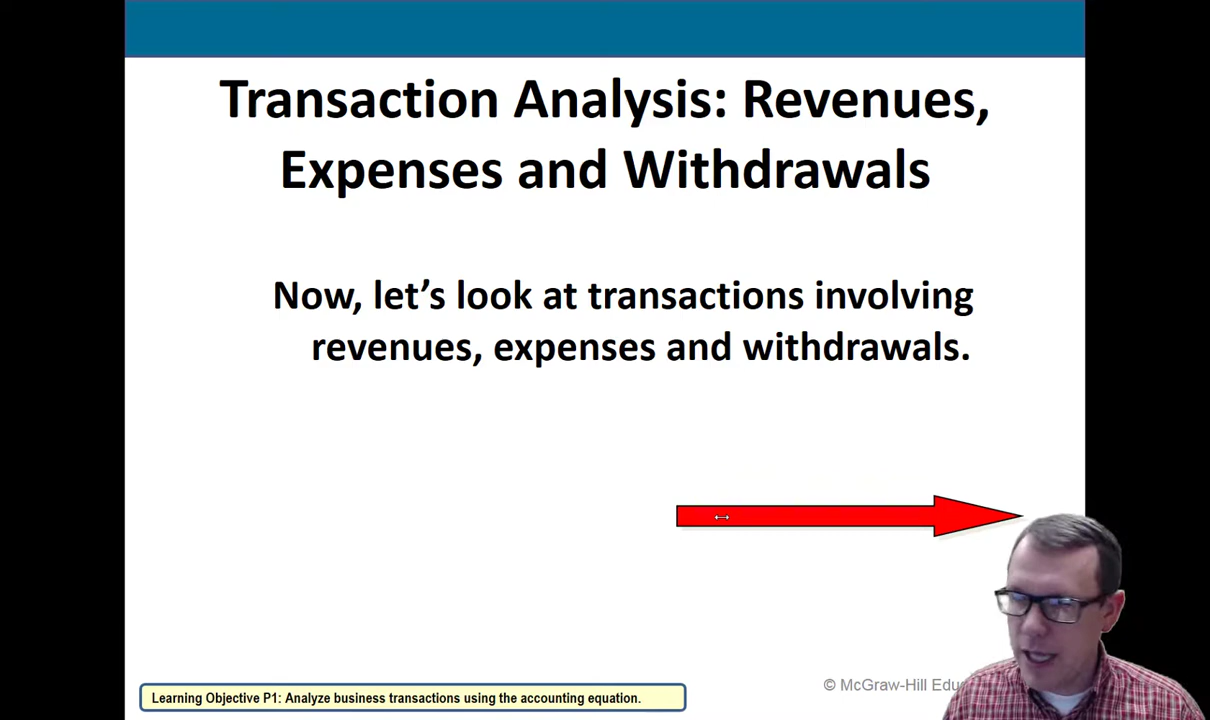 Transaction Analysis: Revenues,
Expenses and Withdrawals
Now, let’s look at transactions involving
revenues, expenses and withdrawals.
Learning Objective P1: Analyze business transactions using the accounting equation.
© McGraw-Hill